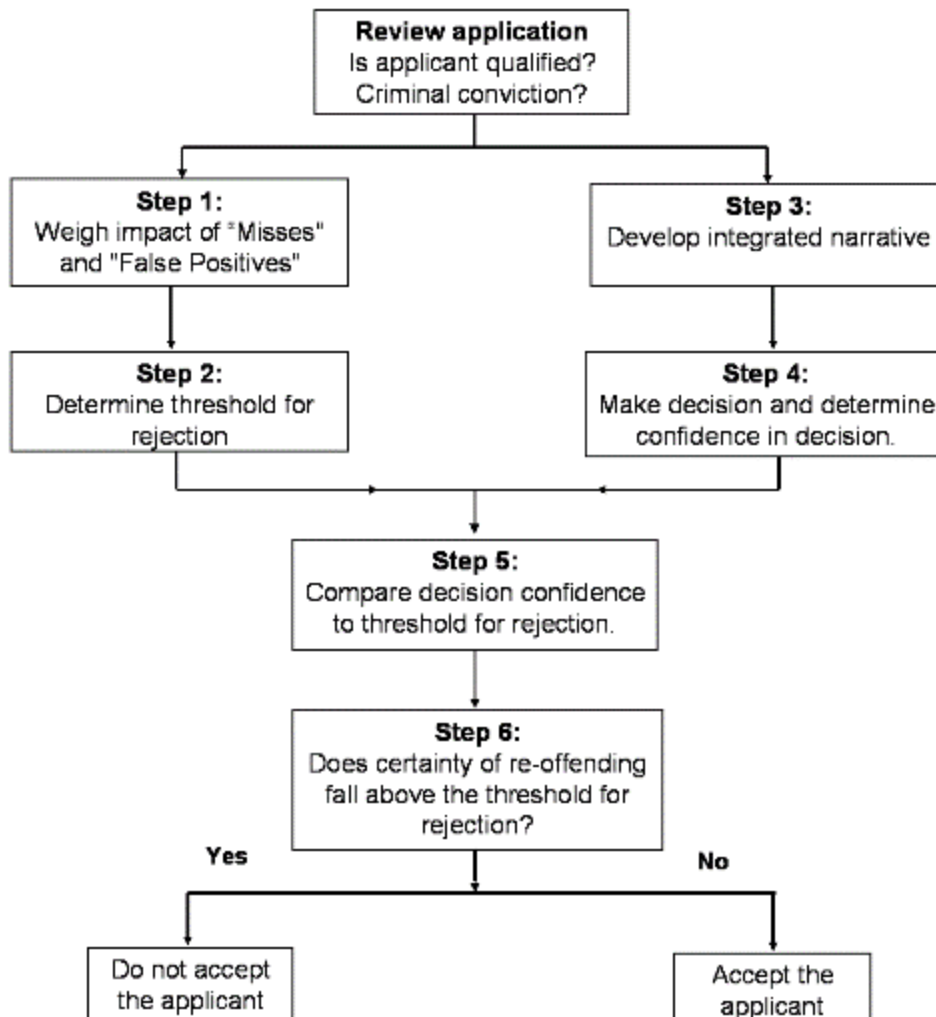 Review application
Is applicant qualified?
Criminal conviction?
Step 1:
Weigh impact of "Misses"
and "False Positives"
Step 3:
Develop integrated narrative
Step 2:
Determine threshold for
rejection
Step 4:
Make decision and determine
confidence in decision.
Step 5:
Compare decision confidence
to threshold for rejection.
Step 6:
Does certainty of re-offending
fall above the threshold for
rejection?
Yes
No
Do not accept
the applicant
Accept the
applicant